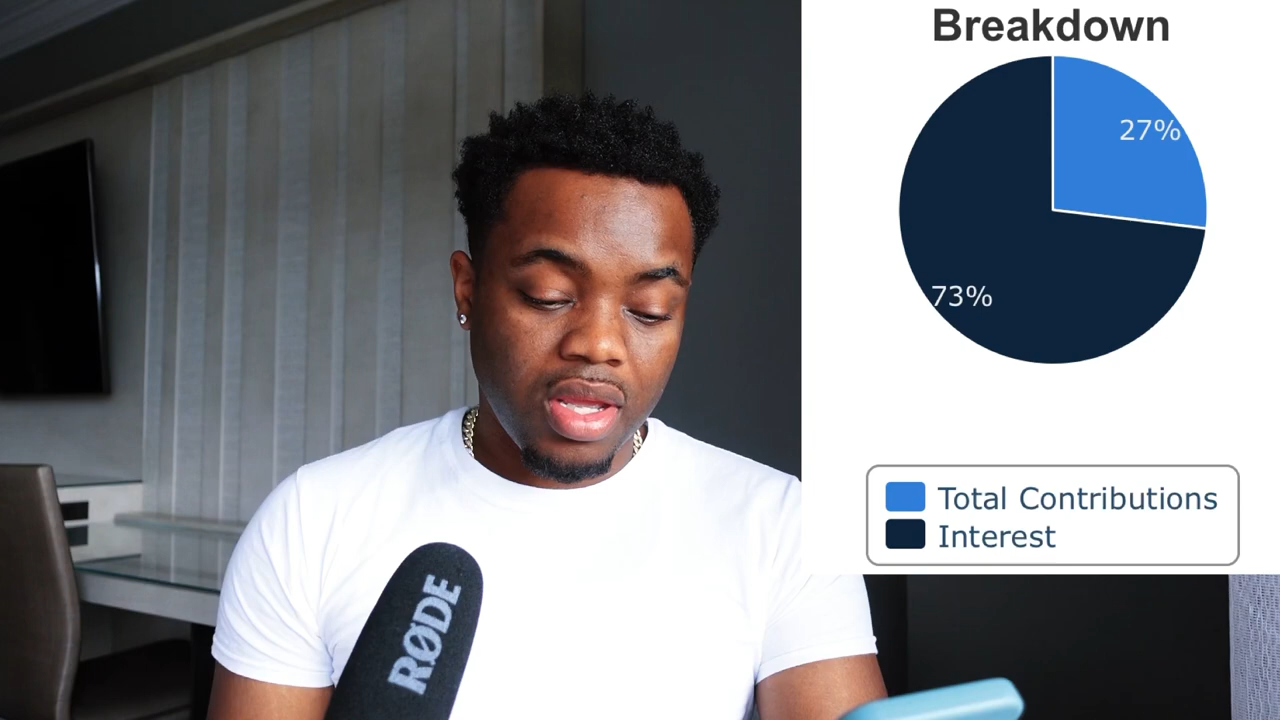 Breakdown
27%
73%
Total Contributions
Interest
RØDE